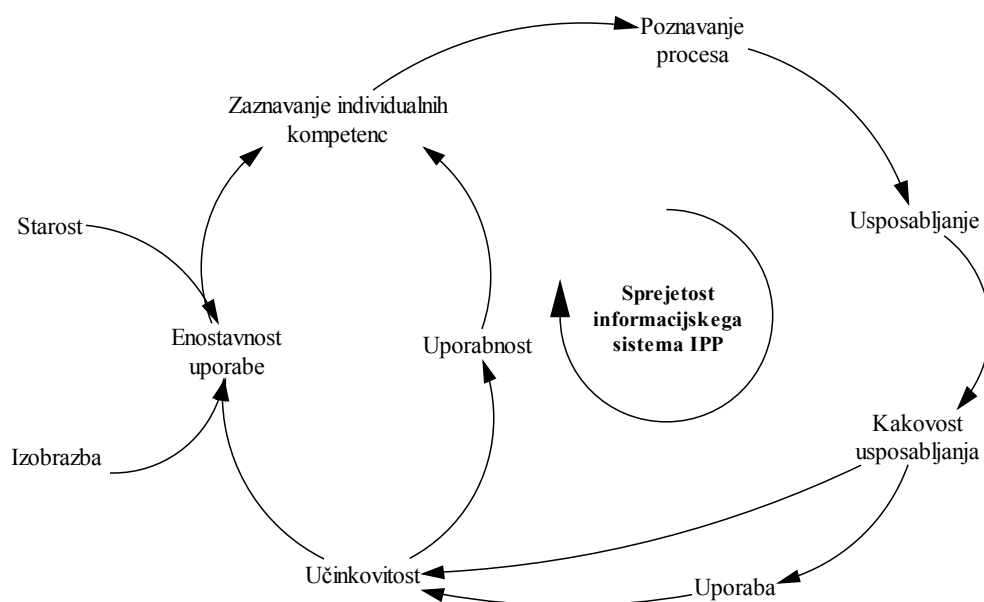 Poznavanje
procesa
Zaznavanje individualnih
kompetenc
Starost
Usposabljanje
Sprejetost
informacijskega
sistema IPP
Enostavnost
uporabe
Uporabnost
Izobrazba
Kakovost
usposabljanja
Učinkovitost
Uporaba